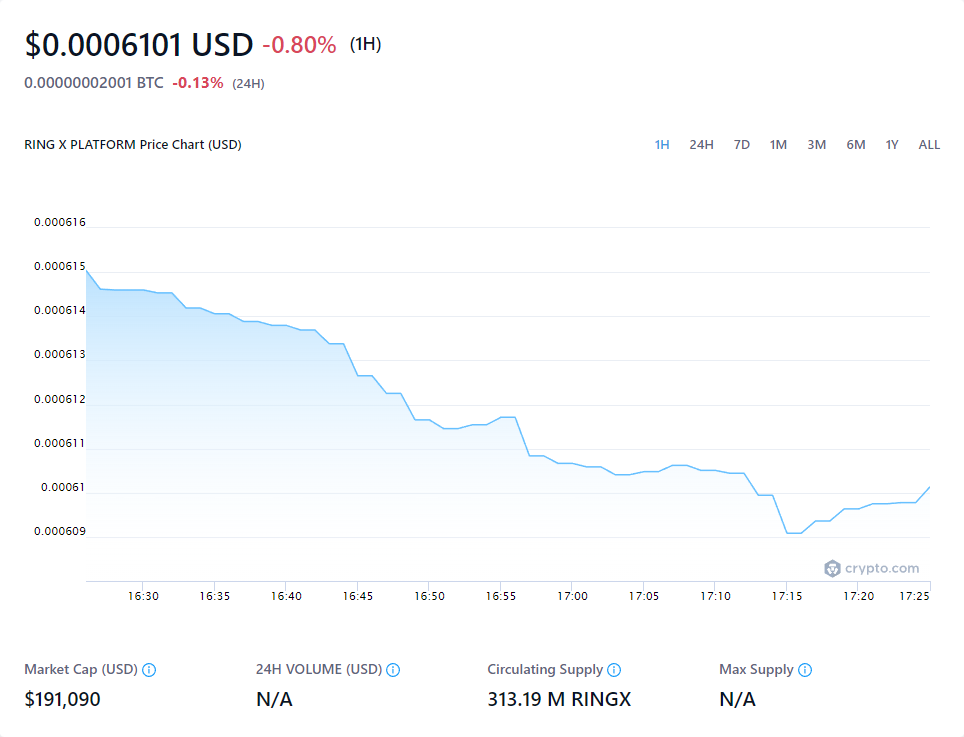 $0.0006101 USD -0.80% (1H)
0.00000002001 BTC -0.13% (24H)
RING X PLATFORM Price Chart (USD) 1H 24H 7D 1M 3M 6M 1Y ALL
0.000616
0.000615
0.000614
0.000613
0.000612
0.000611
0.00061
0.000609
crypto.com
16:30 16:35 16:40 16:45 16:50 16:55 17:00 17:05 17:10 17:15 17:20 17:25
Market Cap (USD) 24H VOLUME (USD) Circulating Supply Max Supply
$191,090 N/A 313.19 M RINGX N/A